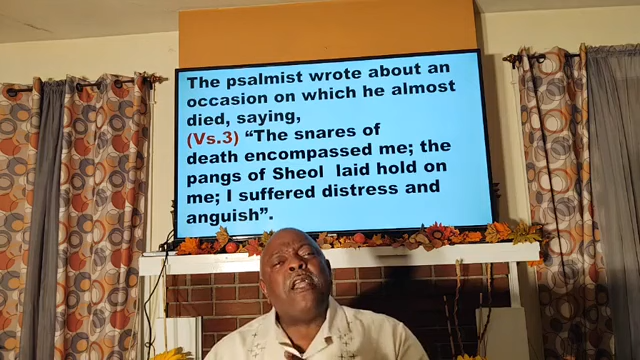 The psalmist wrote about an
occasion on which he almost
died, saying,
(Vs.3) “The snares of
death encompassed me; the
pangs of Sheol laid hold on
me; I suffered distress and
anguish”.